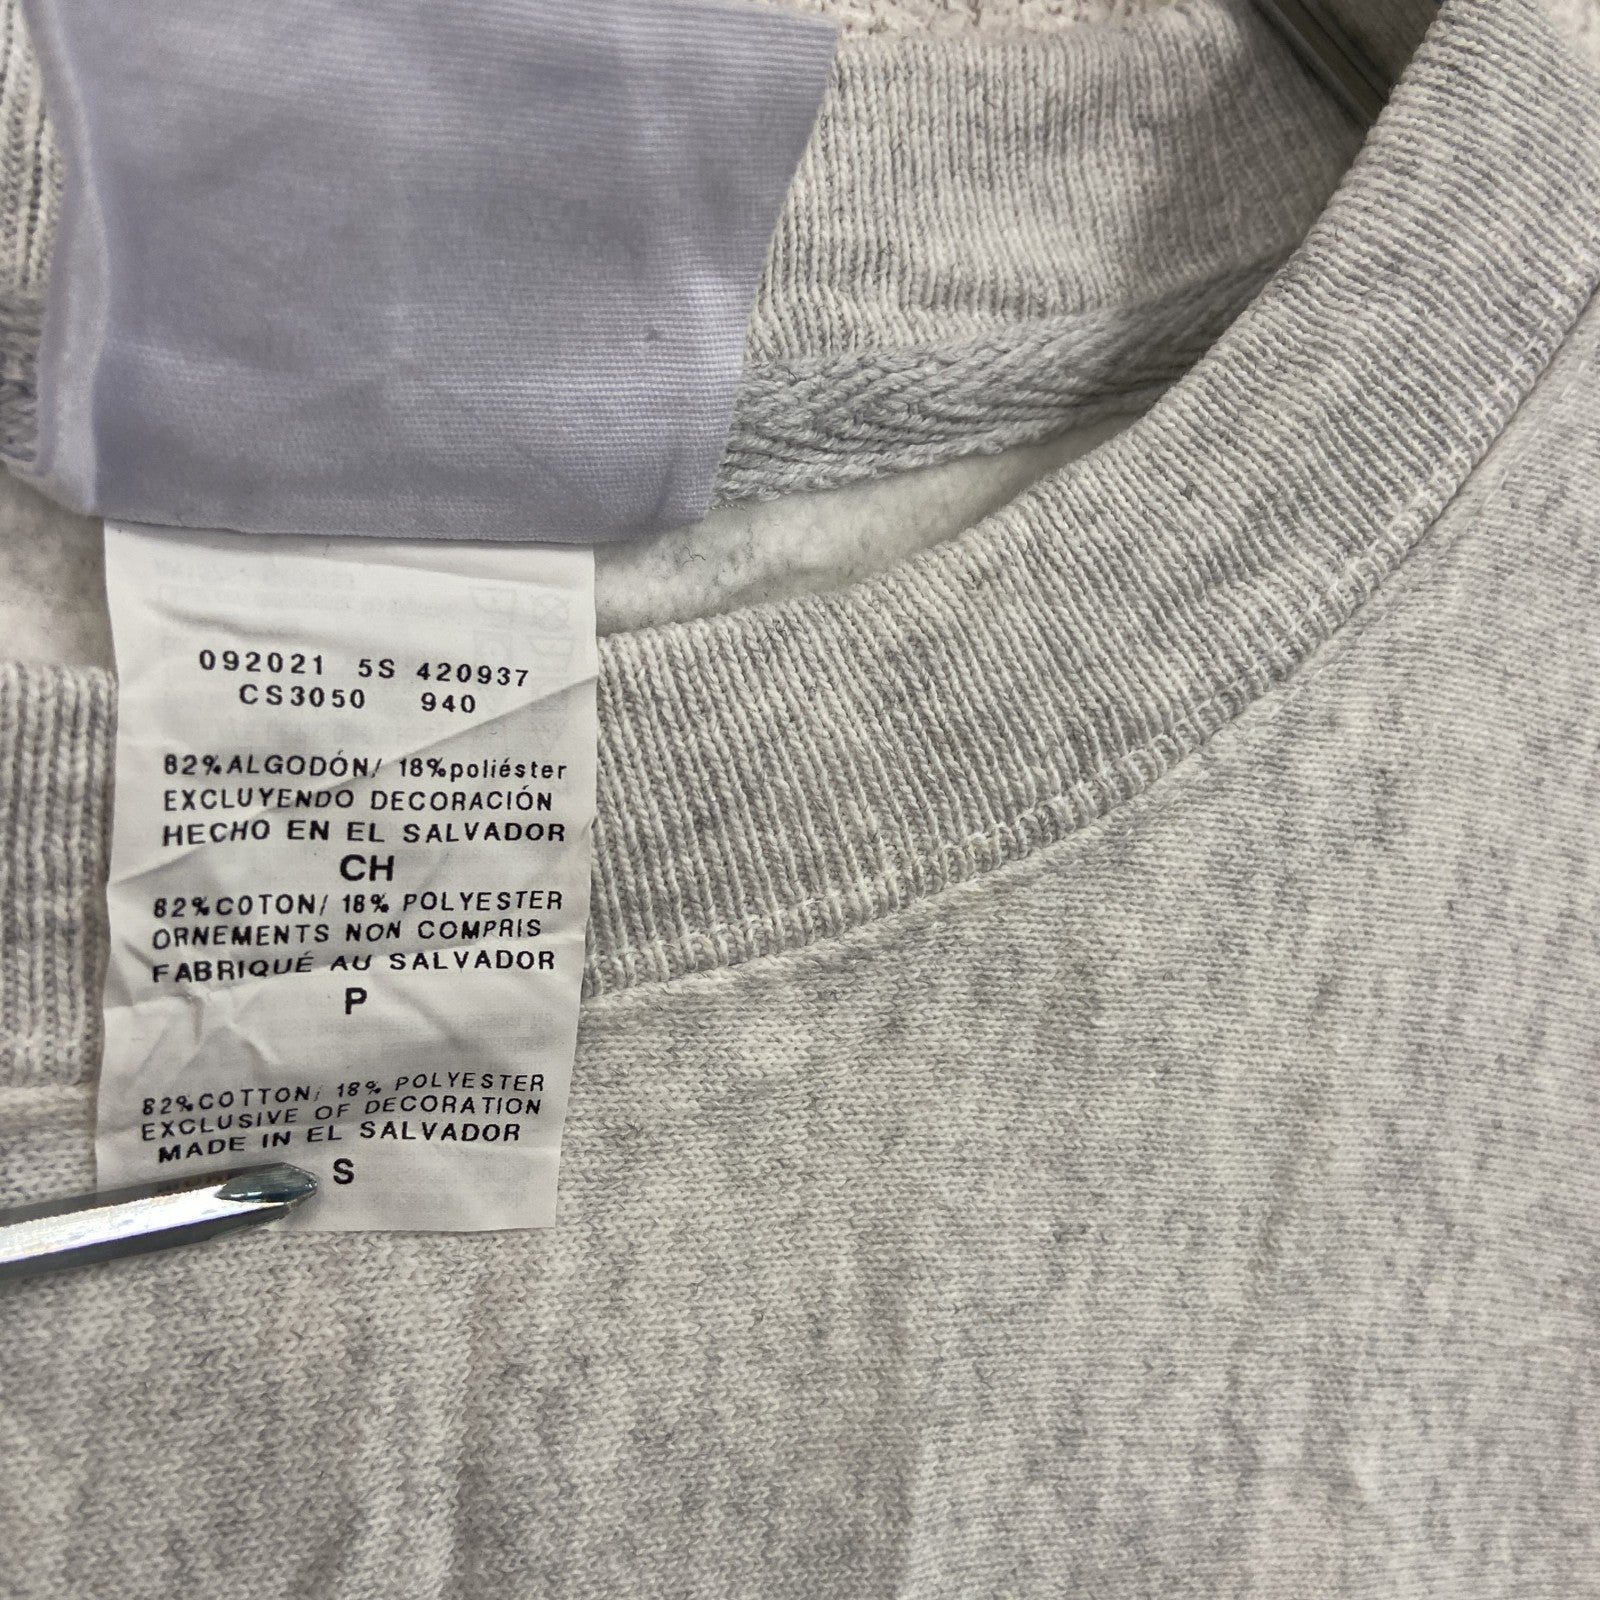 092021 5S 420937
CS3050 940
82%ALGODÓN/ 18%poliéster
EXCLUYENDO DECORACIÓN
HECHO EN EL SALVADOR
CH
82%COTON/ 18% POLYESTER
ORNEMENTS NON COMPRIS
FABRIQUÉ AU SALVADOR
P
82%COTTON/ 18% POLYESTER
EXCLUSIVE OF DECORATION
MADE IN EL SALVADOR
S